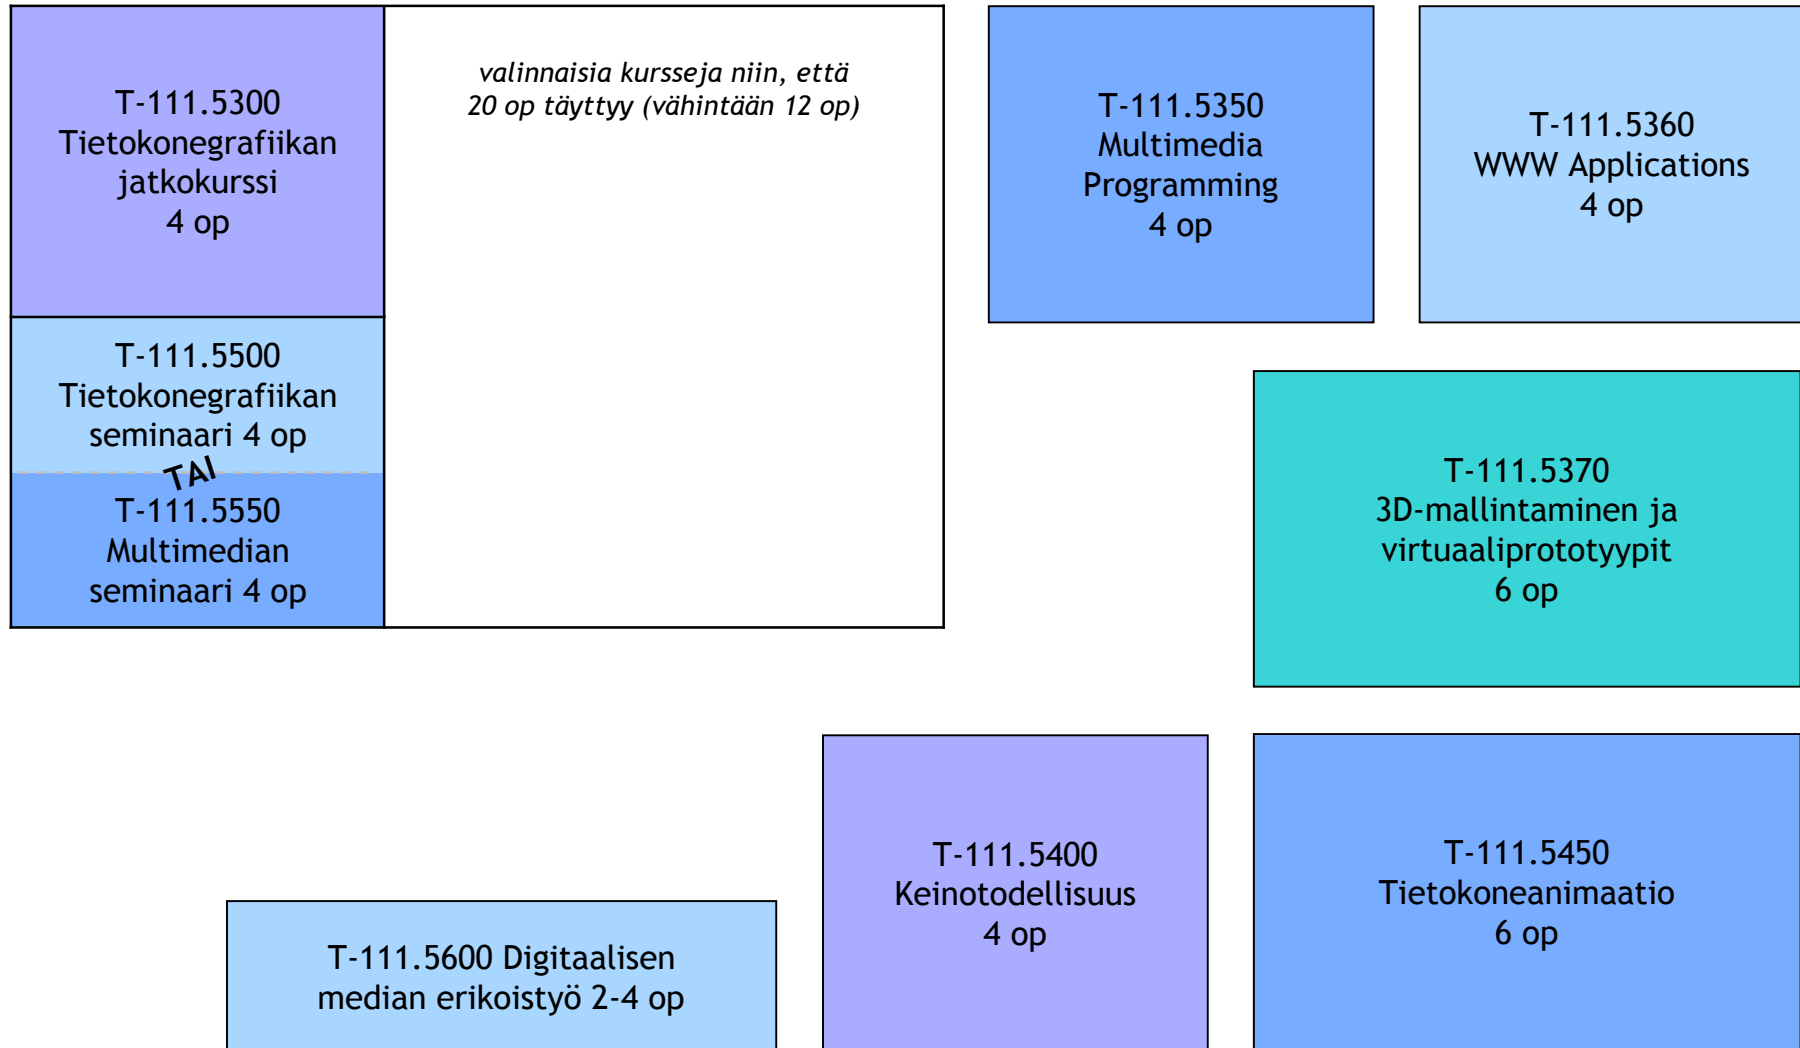 T-111.5300
Tietokonegrafiikan
jatkokurssi
4 op
valinnaisia kursseja niin, että
20 op täyttyy (vähintään 12 op)
T-111.5350
Multimedia
Programming
4 op
T-111.5360
WWW Applications
4 op
T-111.5500
Tietokonegrafiikan
seminaari 4 op
TAI
T-111.5550
Multimedian
seminaari 4 op
T-111.5370
3D-mallintaminen ja
virtuaaliprototyypit
6 op
T-111.5400
Keinotodellisuus
4 op
T-111.5450
Tietokoneanimaatio
6 op
T-111.5600 Digitaalisen
median erikoistyö 2-4 op